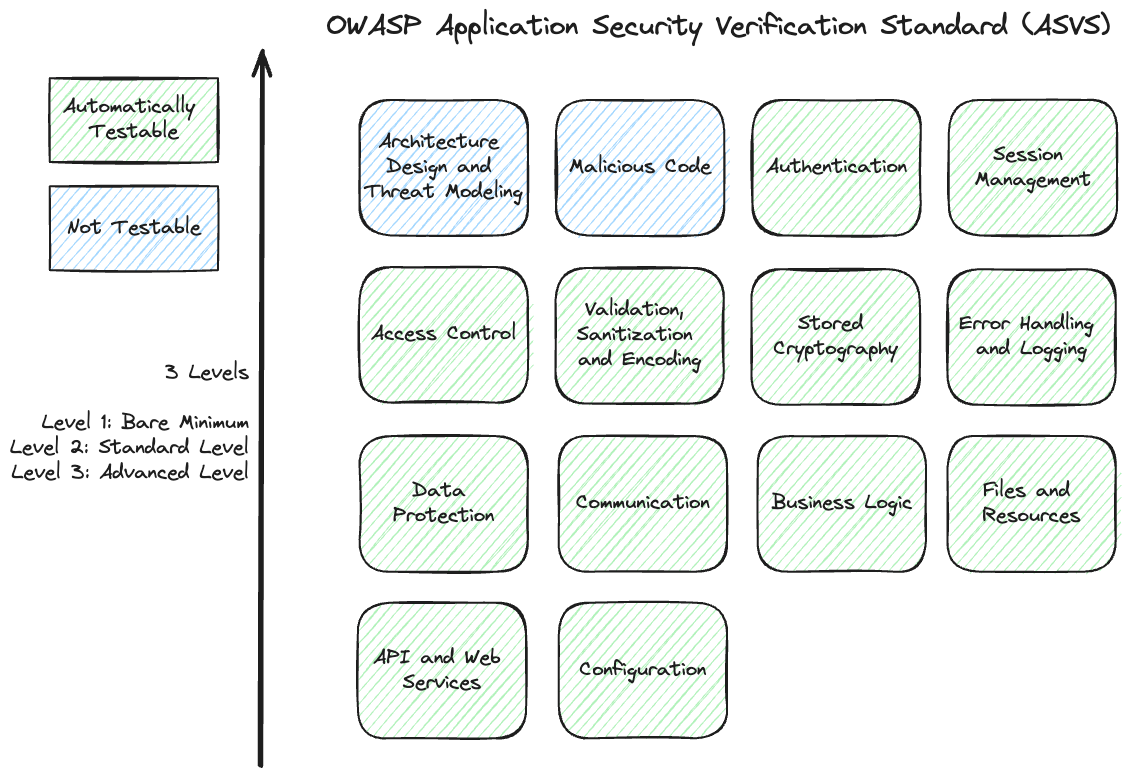 OWASP Application Security Verification Standard (ASVS)
Automatically
Testable
Not Testable
3 Levels
Level 1: Bare Minimum
Level 2: Standard Level
Level 3: Advanced Level
Architecture
Design and
Threat Modeling
Malicious Code
Authentication
Session
Management
Access Control
Validation,
Sanitization
and Encoding
Stored
Cryptography
Error Handling
and Logging
Data
Protection
Communication
Business Logic
Files and
Resources
API and Web
Services
Configuration